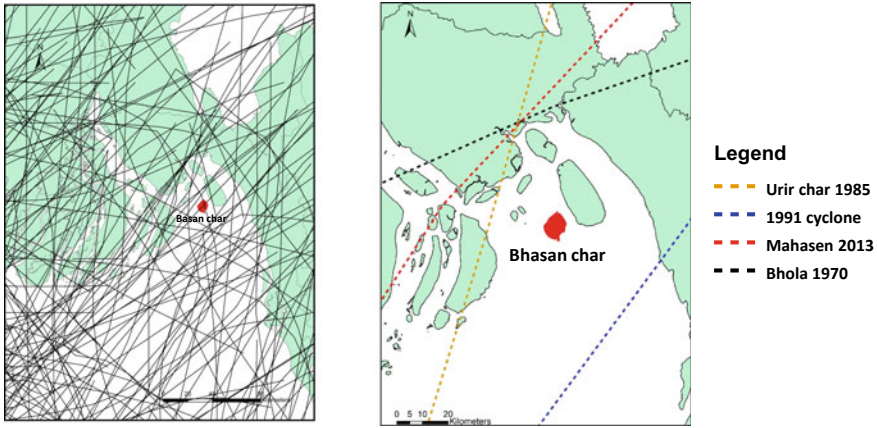 N
Basan char
Kilometers
N
Bhasan char
0 5 10 20
Kilometers
Legend
Urir char 1985
1991 cyclone
Mahasen 2013
Bhola 1970